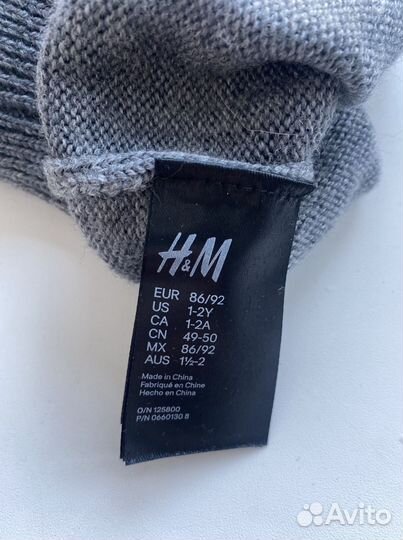 H&M
EUR 86/92
US 1-2Y
CA 1-2A
CN 49-50
MX 86/92
AUS 1½-2
Made in China
Fabriqué en Chine
Hecho en China
O/N 125800
P/N 0660130 8
Avito